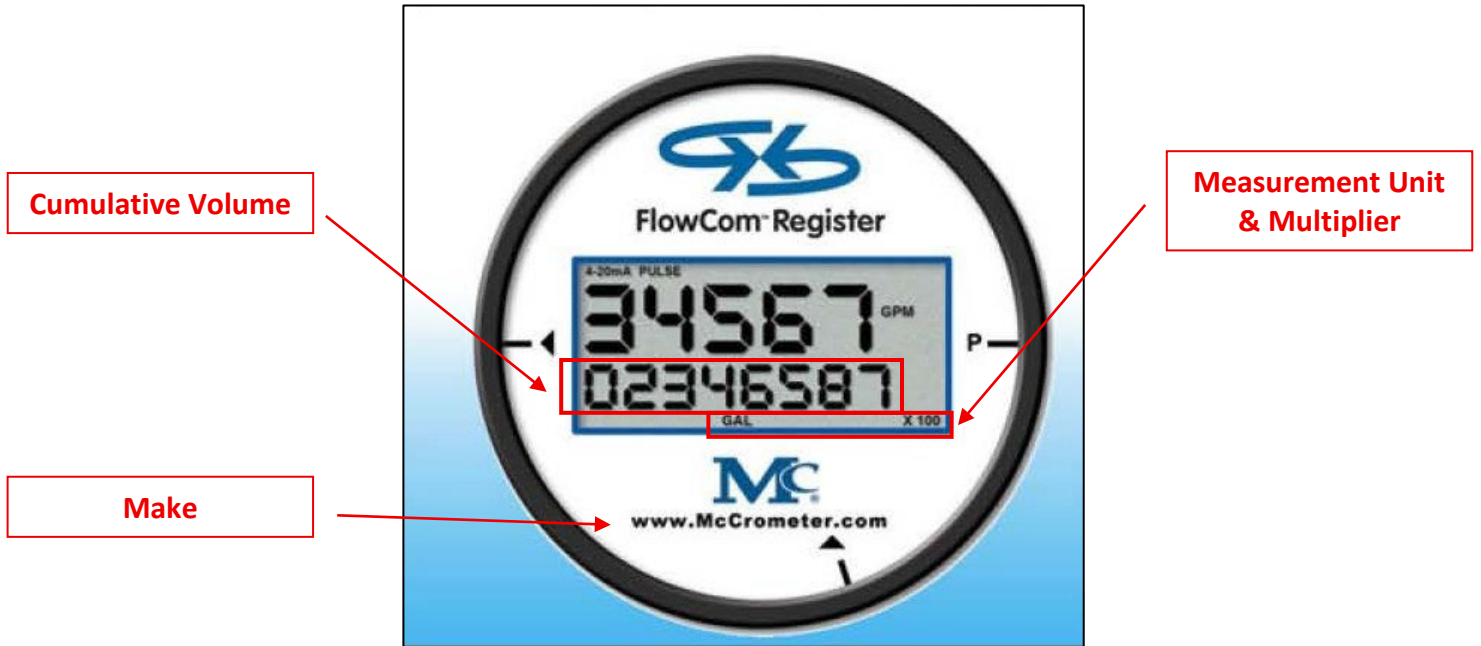 FlowCom™ Register
Cumulative Volume
Measurement Unit
& Multiplier
4-20mA PULSE
34567 GPM
P
02346587
GAL X 100
Mc
Make
www.McCrometer.com